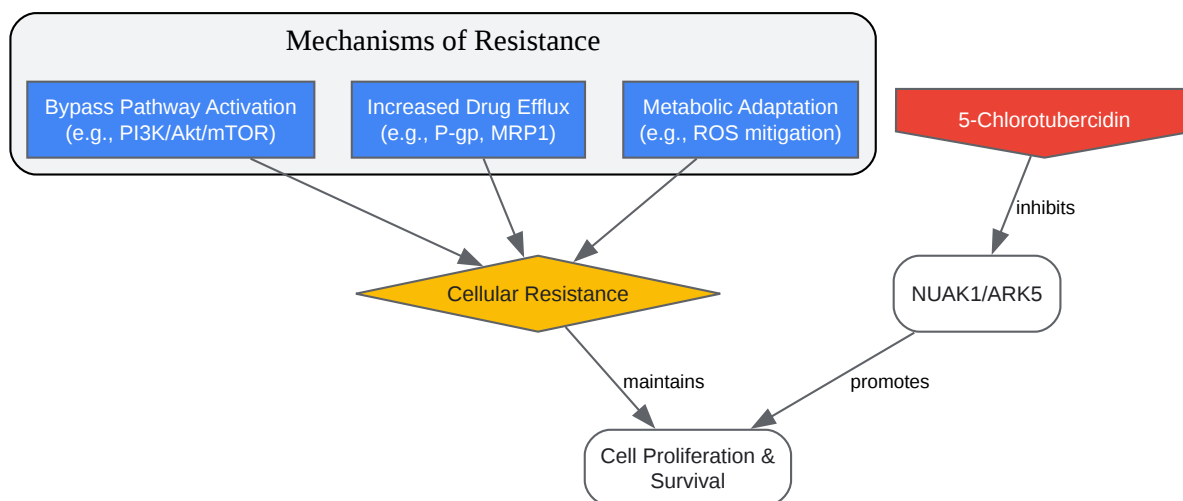 Mechanisms of Resistance
Bypass Pathway Activation
(e.g., PI3K/Akt/mTOR)
Increased Drug Efflux
(e.g., P-gp, MRP1)
Metabolic Adaptation
(e.g., ROS mitigation)
5-Chlorotubercidin
inhibits
Cellular Resistance
NUAK1/ARK5
maintains
promotes
Cell Proliferation &
Survival